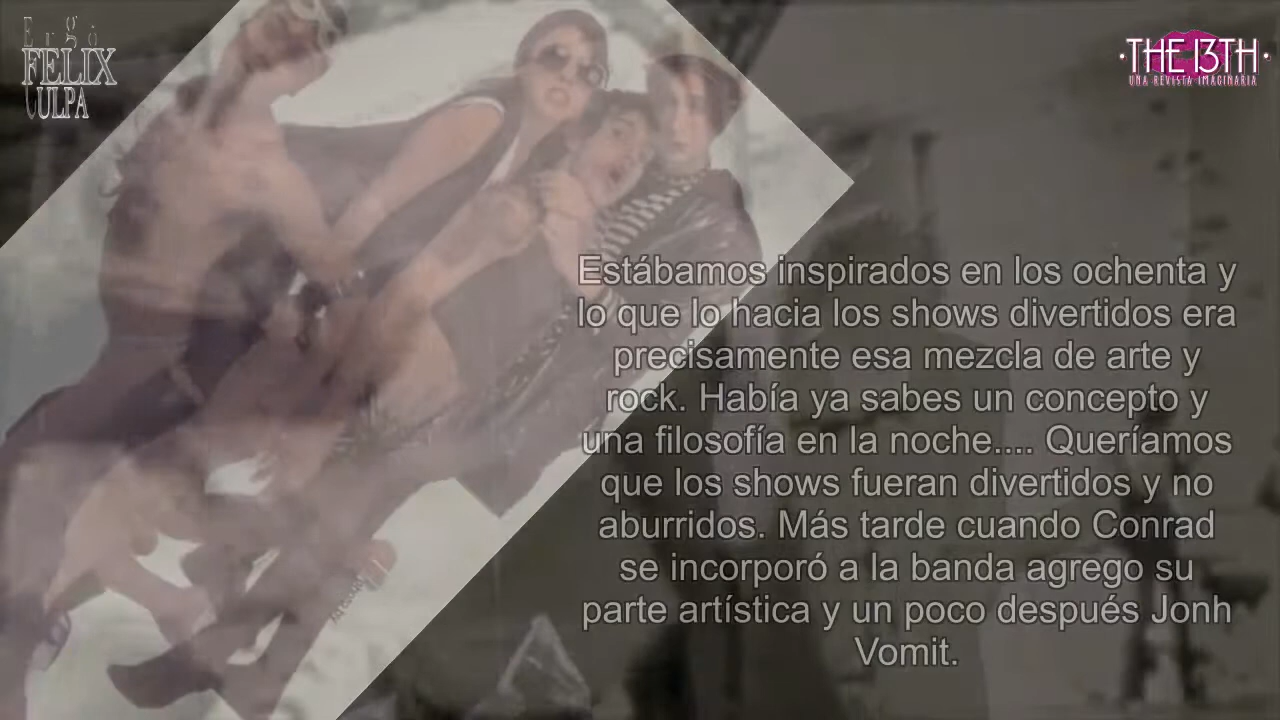 Ergo
FELIX
CULPA
·THE 13TH·
UNA REVISTA IMAGINARIA
Estábamos inspirados en los ochenta y
lo que lo hacia los shows divertidos era
precisamente esa mezcla de arte y
rock. Había ya sabes un concepto y
una filosofía en la noche.... Queríamos
que los shows fueran divertidos y no
aburridos. Más tarde cuando Conrad
se incorporó a la banda agrego su
parte artística y un poco después Jonh
Vomit.